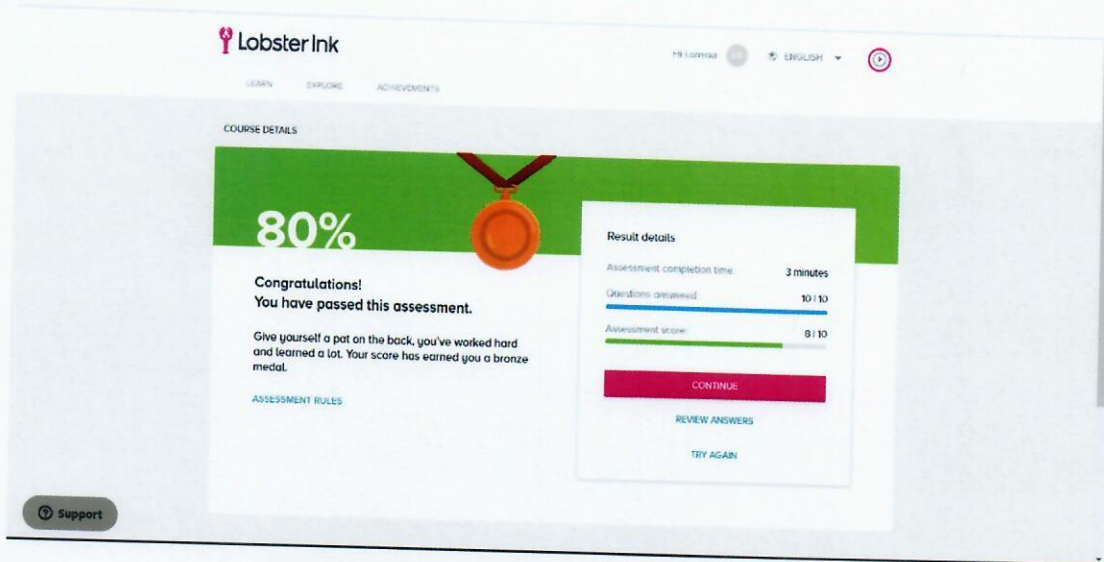 Lobster Ink
Hi
ENGLISH
LEARN EXPLORE ACHIEVEMENTS
COURSE DETAILS
80%
Congratulations!
You have passed this assessment.
Give yourself a pat on the back, you've worked hard
and learned a lot. Your score has earned you a bronze
medal.
ASSESSMENT RULES
Result details
Assessment completion time: 3 minutes
Questions answered: 10 | 10
Assessment score: 8 | 10
CONTINUE
REVIEW ANSWERS
TRY AGAIN
Support